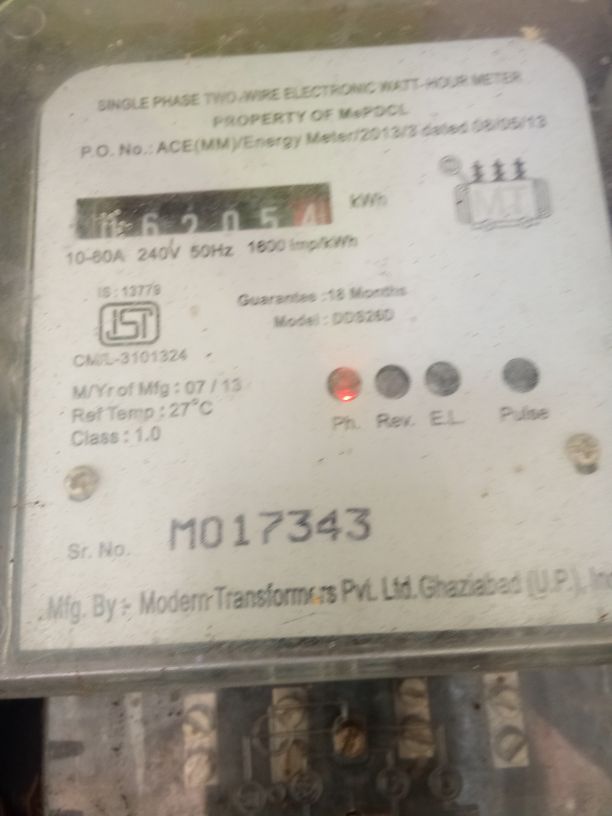 SINGLE PHASE TWO-WIRE ELECTRONIC WATT-HOUR METER
PROPERTY OF MePDCL
P.O. No.: ACE(MM)/Energy Meter/2013/3 dated 08/05/13
6 2 0 5 4 kWh
10-60A 240V 50Hz 1600 imp/kWh
M.T
IS : 13779
Guarantee :18 Months
Model : DDS26D
CM/L-3101324
M/Yr of Mfg : 07 / 13
Ref Temp : 27°C
Class : 1.0
Ph. Rev. E.L. Pulse
Sr. No. M017343
Mfg. By :- Modern Transformers Pvt. Ltd. Ghaziabad (U.P.),